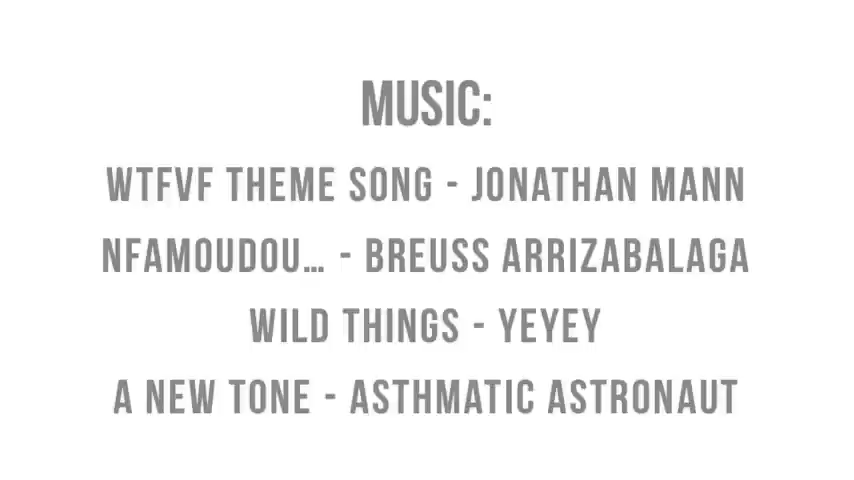 MUSIC:
WTFVF THEME SONG - JONATHAN MANN
NFAMOUDOU... - BREUSS ARRIZABALAGA
WILD THINGS - YEYEY
A NEW TONE - ASTHMATIC ASTRONAUT